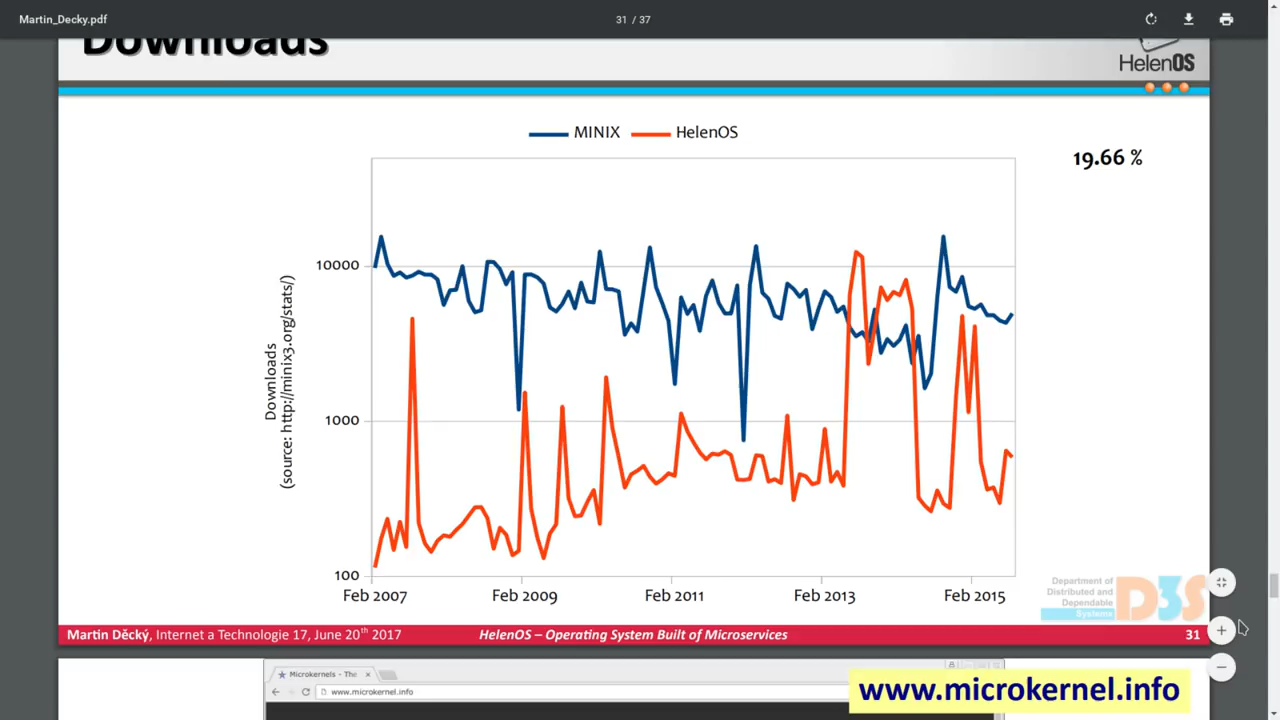 Martin_Decky.pdf
31 / 37
Downloads
HelenOS
MINIX
HelenOS
19.66 %
10000
1000
100
Downloads
(source: http://minix3.org/stats/)
Feb 2007
Feb 2009
Feb 2011
Feb 2013
Feb 2015
Department of
Distributed and
Dependable
Systems
D3S
Martin Děcký, Internet a Technologie 17, June 20th 2017
HelenOS – Operating System Built of Microservices
31
Microkernels - The
www.microkernel.info
www.microkernel.info